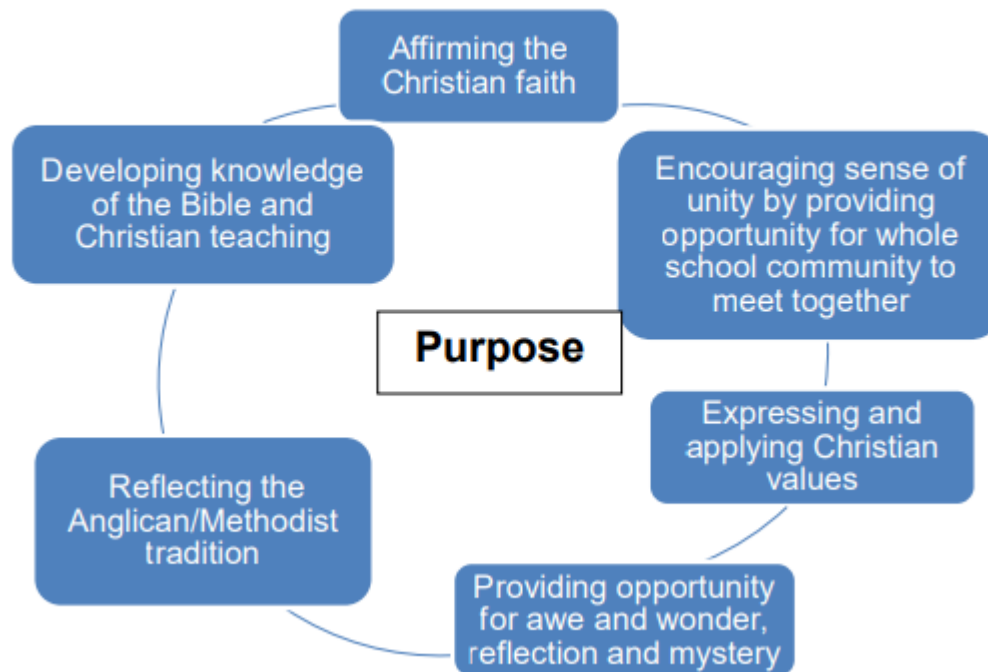 Affirming the
Christian faith
Encouraging sense of
unity by providing
opportunity for whole
school community to
meet together
Expressing and
applying Christian
values
Providing opportunity
for awe and wonder,
reflection and mystery
Reflecting the
Anglican/Methodist
tradition
Developing knowledge
of the Bible and
Christian teaching
Purpose